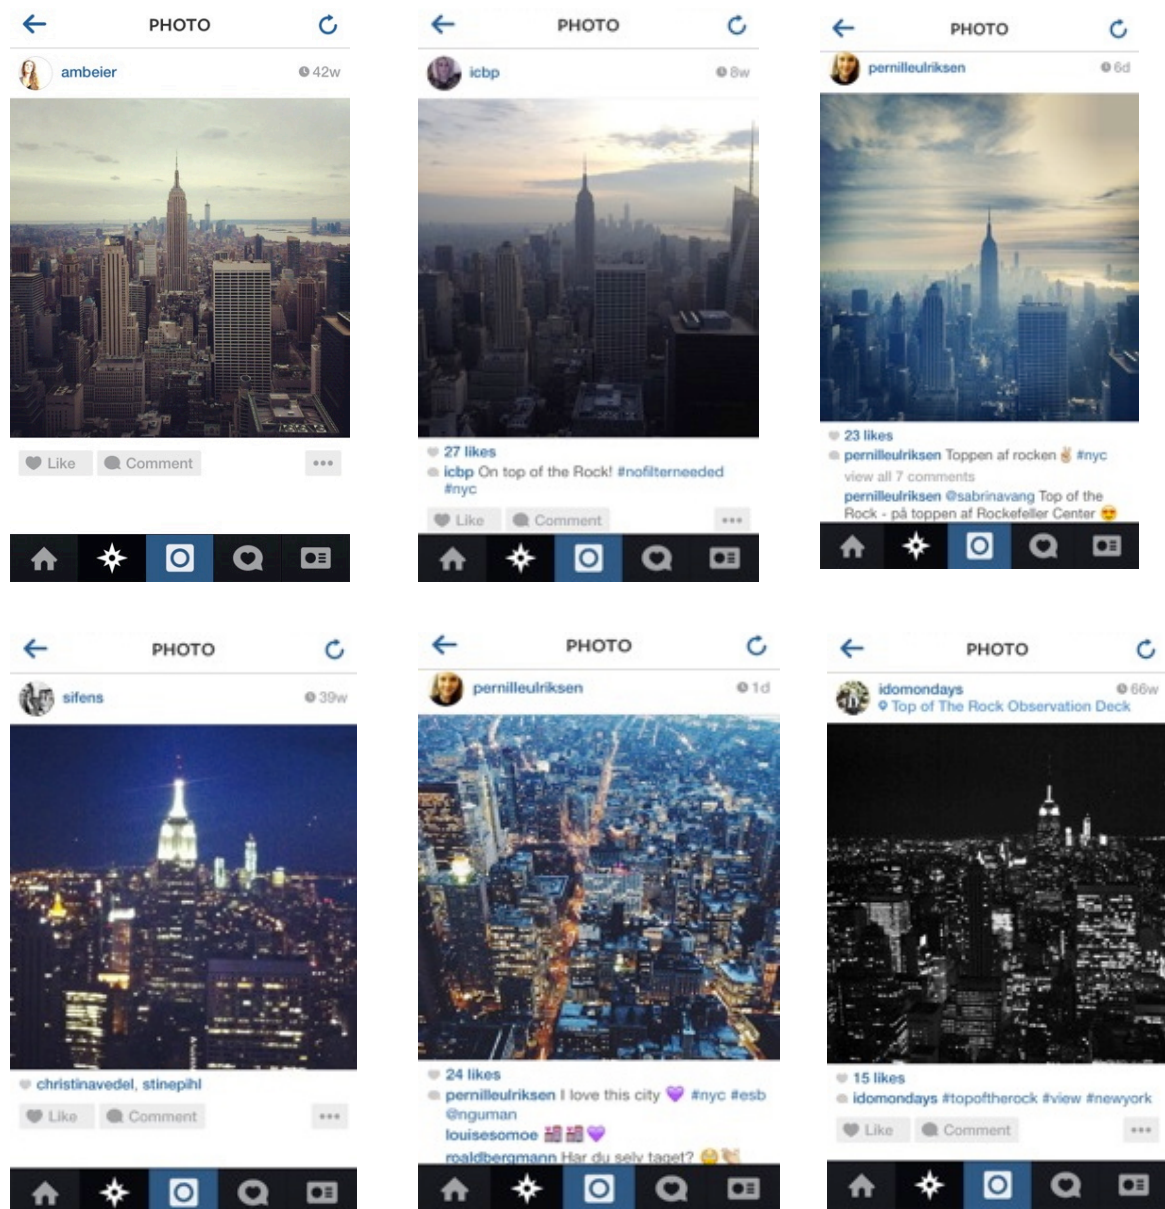 PHOTO
ambeier
42w
Like
Comment
PHOTO
icbp
8w
27 likes
icbp On top of the Rock! #nofilterneeded
#nyc
Like
Comment
PHOTO
pernilleulriksen
6d
23 likes
pernilleulriksen Toppen af rocken ✌🏼 #nyc
view all 7 comments
pernilleulriksen @sabrinavang Top of the
Rock - på toppen af Rockefeller Center 😍
PHOTO
sifens
39w
christinavedel, stinepihl
Like
Comment
PHOTO
pernilleulriksen
1d
24 likes
pernilleulriksen I love this city 💜 #nyc #esb
@nguman
louisesomoe 💜
roaldbergmann Har du selv taget?
PHOTO
idomondays
66w
Top of The Rock Observation Deck
15 likes
idomondays #topoftherock #view #newyork
Like
Comment